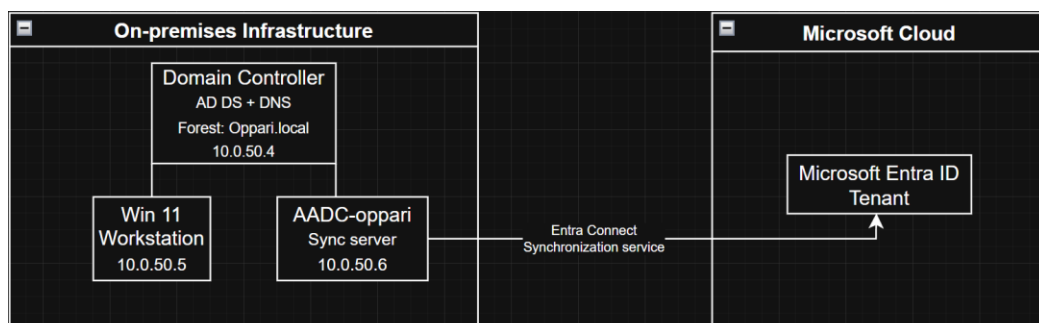 On-premises Infrastructure
Microsoft Cloud
Domain Controller
AD DS + DNS
Forest: Oppari.local
10.0.50.4
Win 11
Workstation
10.0.50.5
AADC-oppari
Sync server
10.0.50.6
Entra Connect
Synchronization service
Microsoft Entra ID
Tenant